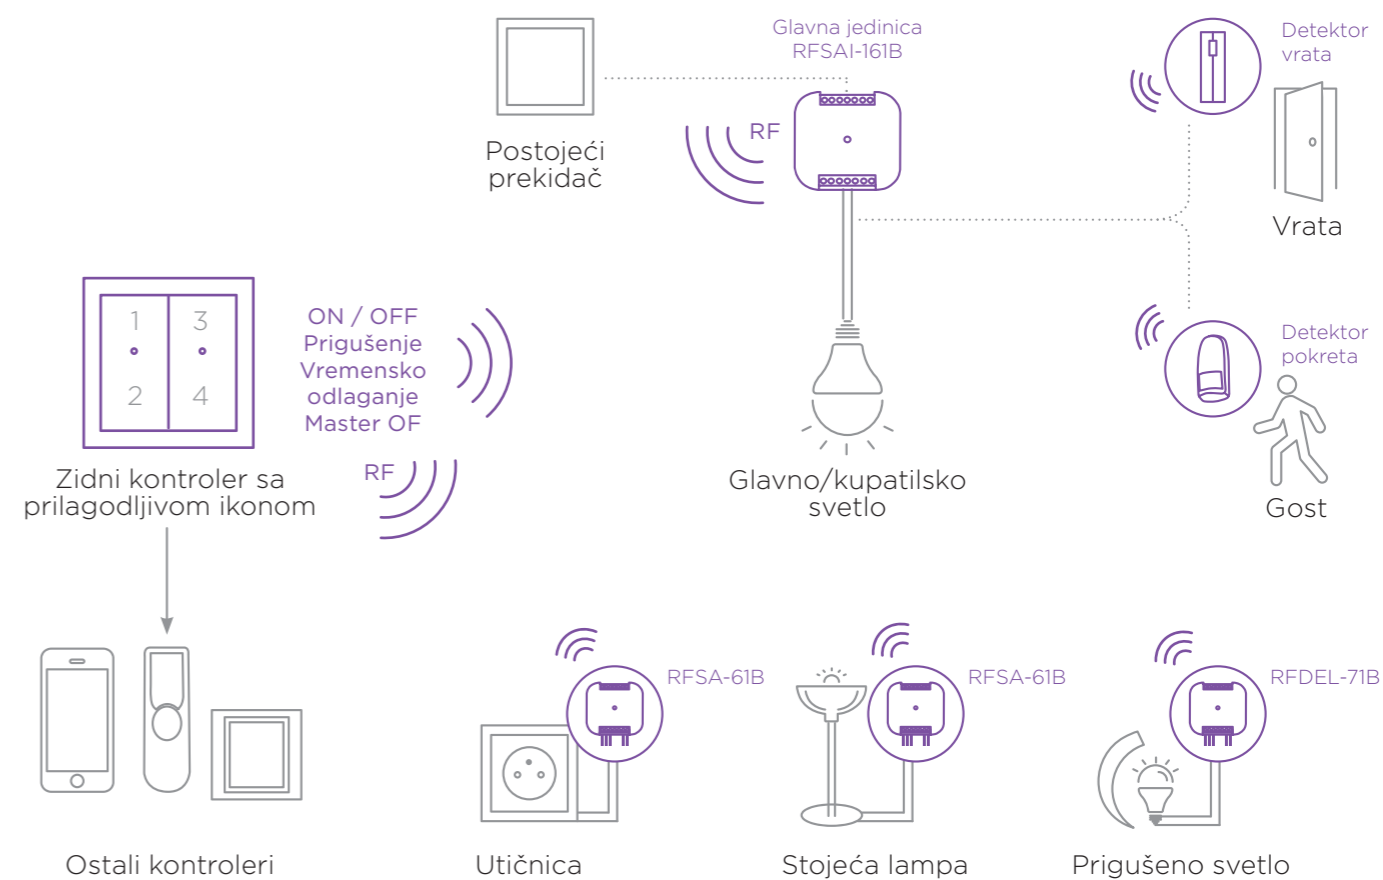 Glavna jedinica
RFSAI-161B
Detektor
vrata
RF
Postojeći
prekidač
Vrata
1
3
2
4
ON / OFF
Prigušenje
Vremensko
odlaganje
Master OF
Detektor
pokreta
RF
Zidni kontroler sa
prilagodljivom ikonom
Glavno/kupatilsko
svetlo
Gost
RFSA-61B
RFSA-61B
RFDEL-71B
Ostali kontroleri
Utičnica
Stojeća lampa
Prigušeno svetlo